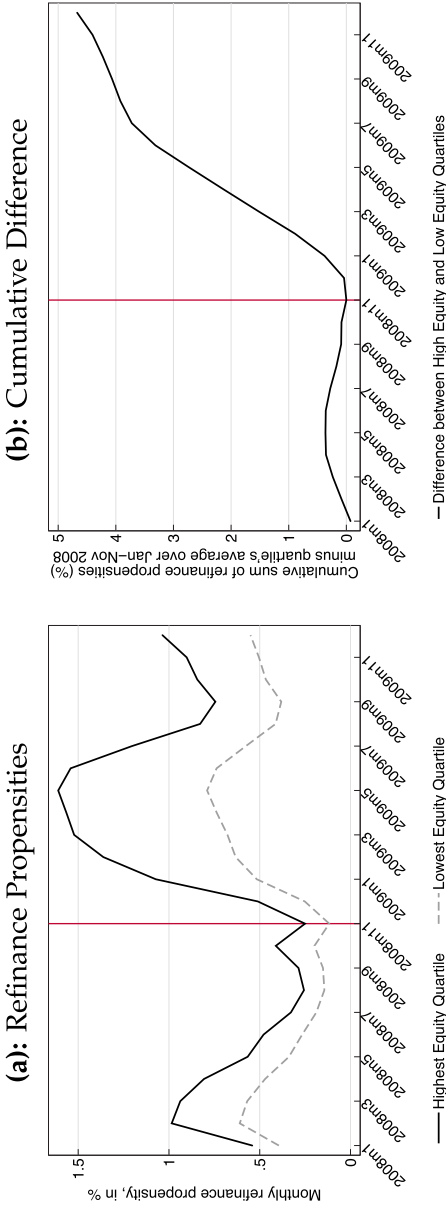 (a): Refinance Propensities
Monthly refinance propensity, in %
1.5
1
.5
0
2008m1
2008m3
2008m5
2008m7
2008m9
2008m11
2009m1
2009m3
2009m5
2009m7
2009m9
2009m11
Highest Equity Quartile
Lowest Equity Quartile
(b): Cumulative Difference
Cumulative sum of refinance propensities (%)
minus quartile's average over Jan–Nov 2008
5
4
3
2
1
0
2008m1
2008m3
2008m5
2008m7
2008m9
2008m11
2009m1
2009m3
2009m5
2009m7
2009m9
2009m11
Difference between High Equity and Low Equity Quartiles